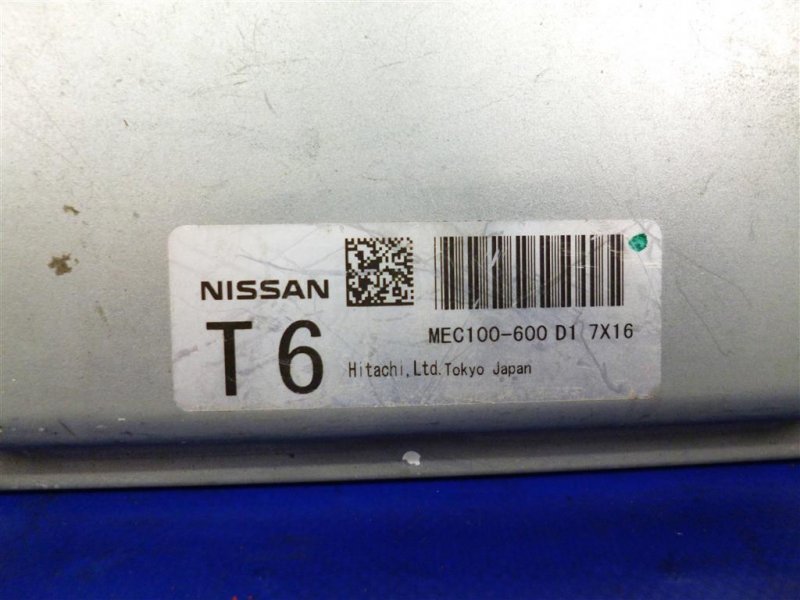 NISSAN
T6
MEC100-600 D1 7X16
Hitachi,Ltd.Tokyo Japan